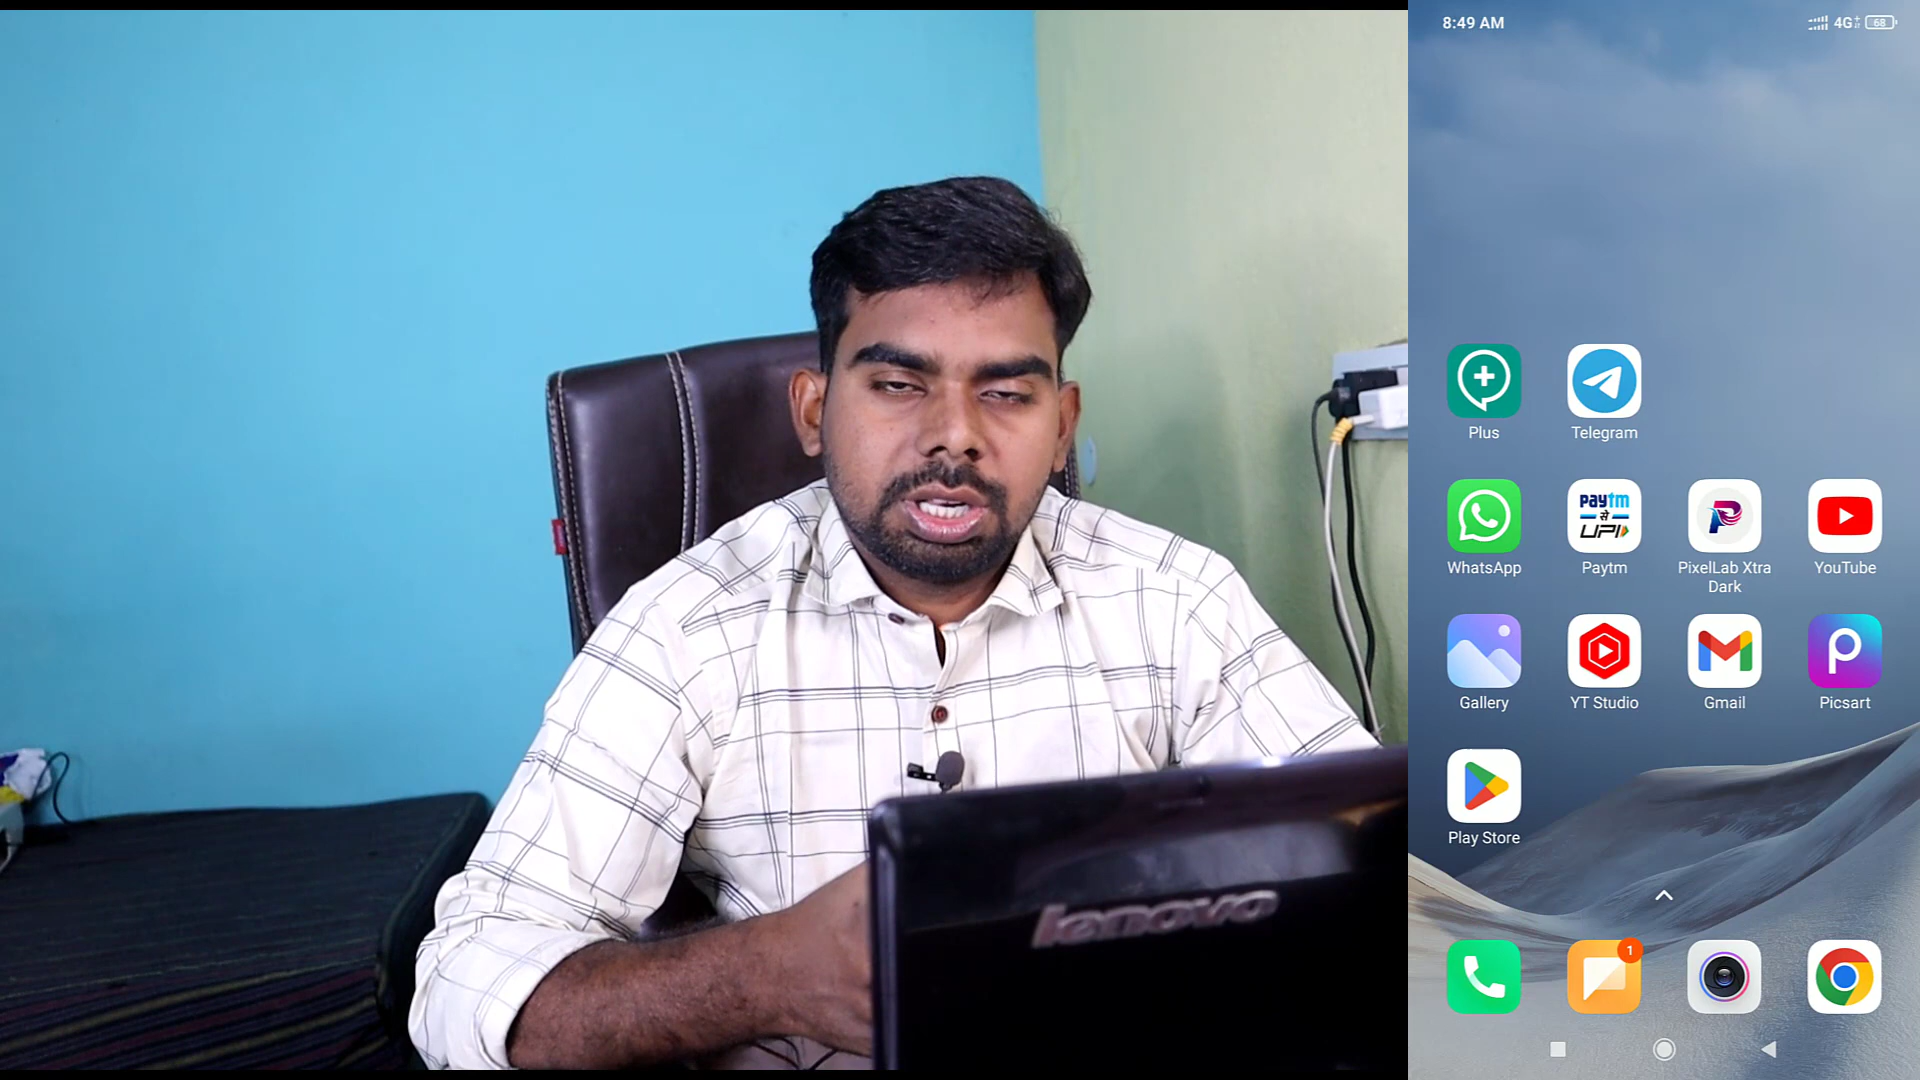 8:49 AM
4G+
68
Plus
Telegram
paytm
से
UPI
WhatsApp
Paytm
PixelLab Xtra
Dark
YouTube
Gallery
YT Studio
Gmail
Picsart
Play Store
lenovo
1